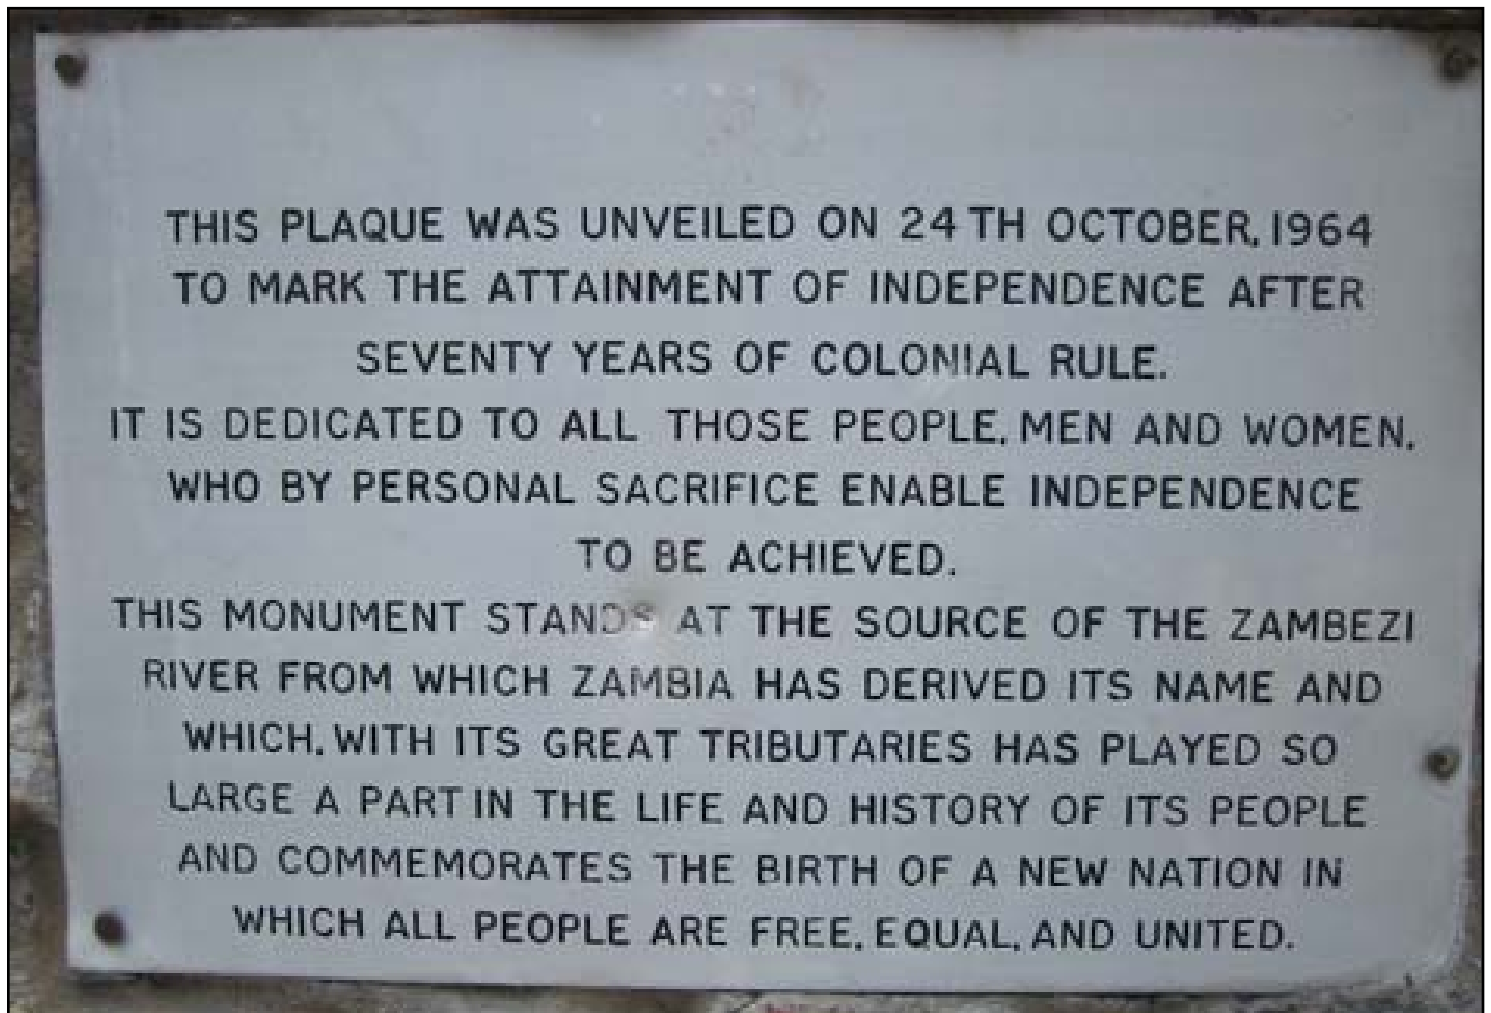 THIS PLAQUE WAS UNVEILED ON 24TH OCTOBER, 1964
TO MARK THE ATTAINMENT OF INDEPENDENCE AFTER
SEVENTY YEARS OF COLONIAL RULE.
IT IS DEDICATED TO ALL THOSE PEOPLE, MEN AND WOMEN,
WHO BY PERSONAL SACRIFICE ENABLE INDEPENDENCE
TO BE ACHIEVED.
THIS MONUMENT STANDS AT THE SOURCE OF THE ZAMBEZI
RIVER FROM WHICH ZAMBIA HAS DERIVED ITS NAME AND
WHICH, WITH ITS GREAT TRIBUTARIES HAS PLAYED SO
LARGE A PART IN THE LIFE AND HISTORY OF ITS PEOPLE
AND COMMEMORATES THE BIRTH OF A NEW NATION IN
WHICH ALL PEOPLE ARE FREE, EQUAL, AND UNITED.